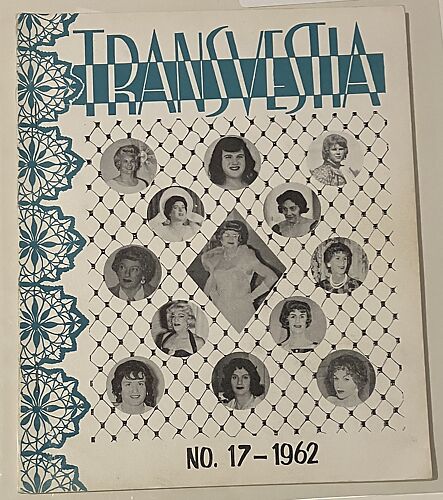 TRANSVESTIA
NO. 17 - 1962